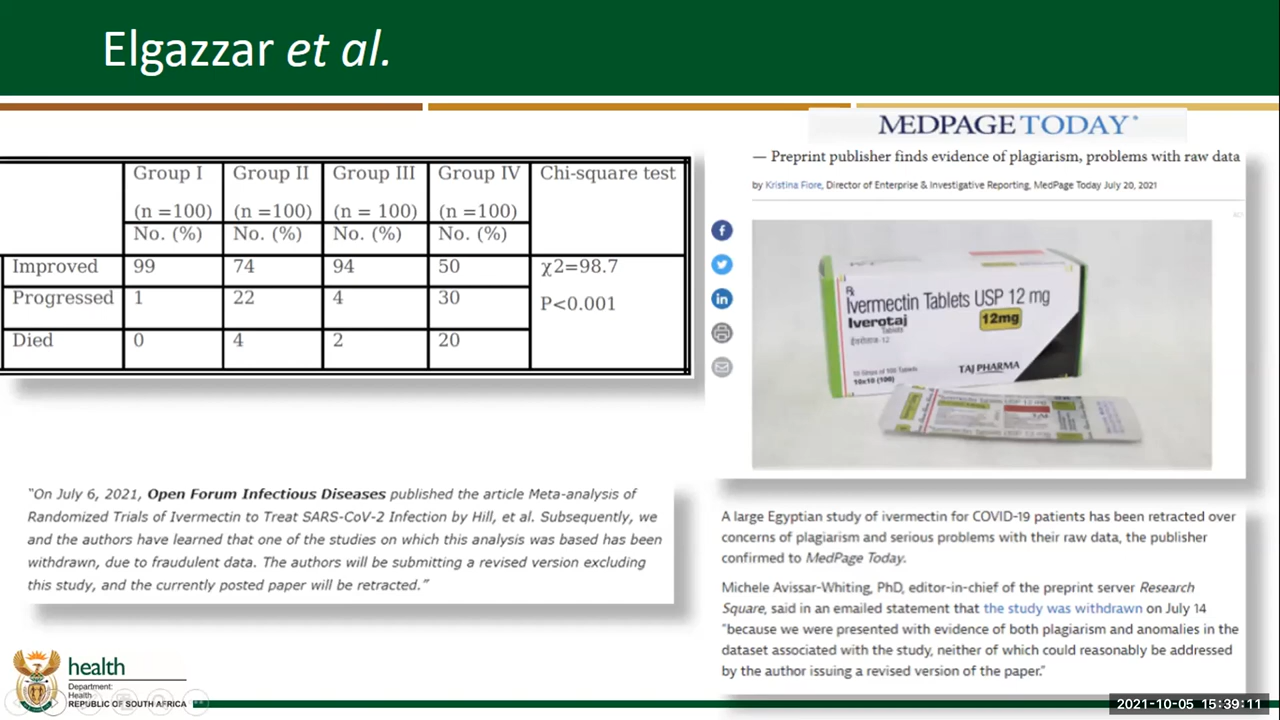 Elgazzar et al.
Group I Group II Group III Group IV Chi-square test
(n =100) (n =100) (n = 100) (n =100)
No. (%) No. (%) No. (%) No. (%)
Improved 99 74 94 50 χ2=98.7
Progressed 1 22 4 30 P<0.001
Died 0 4 2 20
"On July 6, 2021, Open Forum Infectious Diseases published the article Meta-analysis of
Randomized Trials of Ivermectin to Treat SARS-CoV-2 Infection by Hill, et al. Subsequently, we
and the authors have learned that one of the studies on which this analysis was based has been
withdrawn, due to fraudulent data. The authors will be submitting a revised version excluding
this study, and the currently posted paper will be retracted."
MEDPAGE TODAY®
— Preprint publisher finds evidence of plagiarism, problems with raw data
by Kristina Fiore, Director of Enterprise & Investigative Reporting, MedPage Today July 20, 2021
AD
Rx
Ivermectin Tablets USP 12 mg
Iverotaj
Tablets
12mg
10 Strips of 100 Tablets
10x10 (100)
TAJ PHARMA
A large Egyptian study of ivermectin for COVID-19 patients has been retracted over
concerns of plagiarism and serious problems with their raw data, the publisher
confirmed to MedPage Today.
Michele Avissar-Whiting, PhD, editor-in-chief of the preprint server Research
Square, said in an emailed statement that the study was withdrawn on July 14
"because we were presented with evidence of both plagiarism and anomalies in the
dataset associated with the study, neither of which could reasonably be addressed
by the author issuing a revised version of the paper."
health
Department:
Health
REPUBLIC OF SOUTH AFRICA
2021-10-05 15:39:11